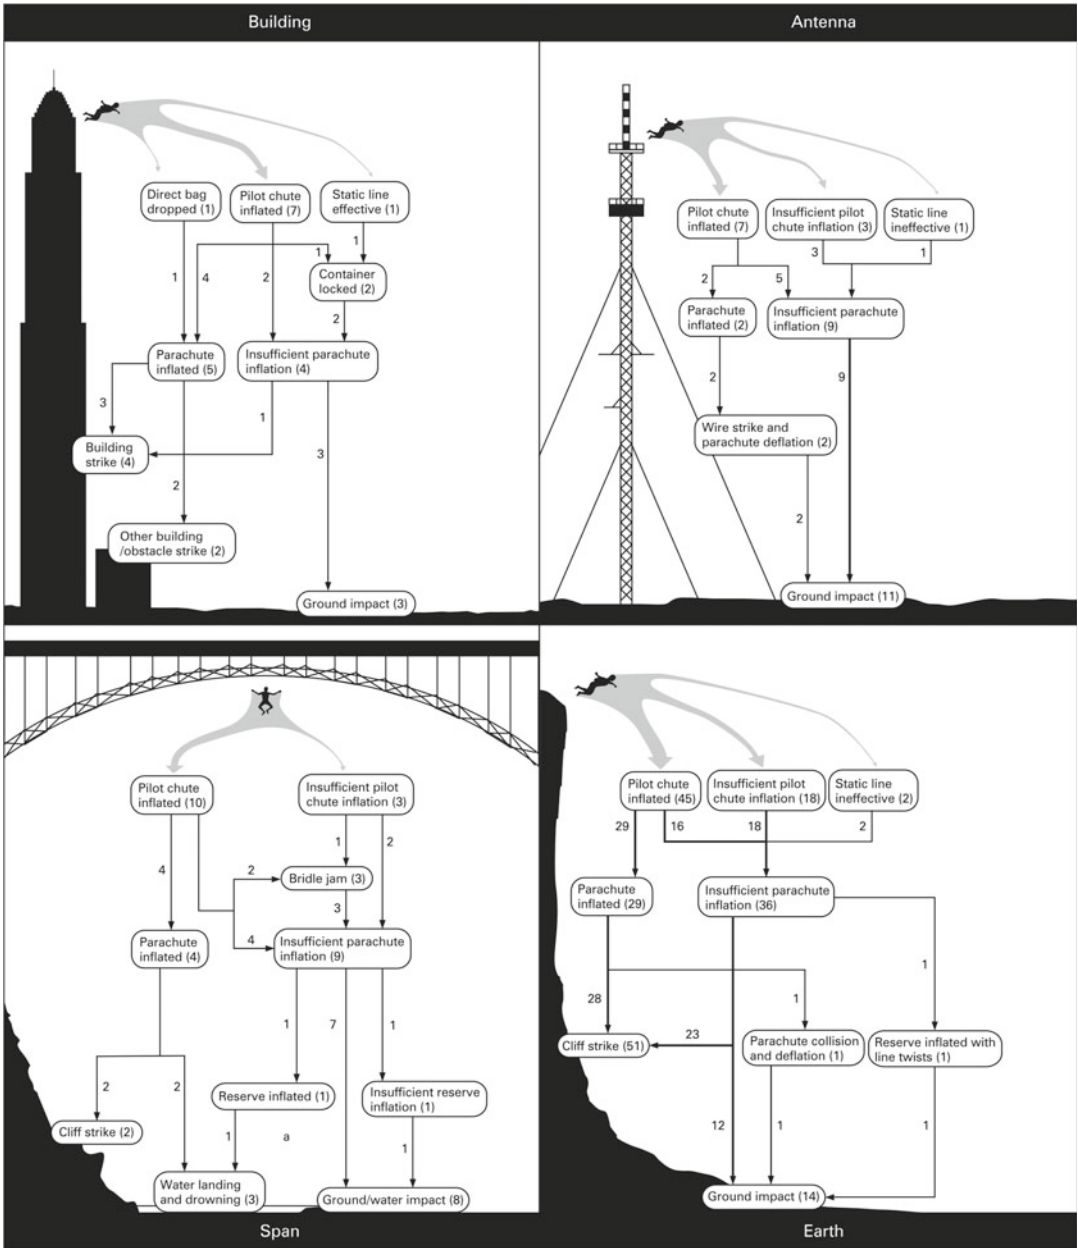 Building
Direct bag
dropped (1)
Pilot chute
inflated (7)
Static line
effective (1)
1
1
1
4
2
Container
locked (2)
2
Parachute
inflated (5)
Insufficient parachute
inflation (4)
3
1
3
Building
strike (4)
2
Other building
/obstacle strike (2)
Ground impact (3)
Antenna
Pilot chute
inflated (7)
Insufficient pilot
chute inflation (3)
Static line
ineffective (1)
3
1
2
5
Parachute
inflated (2)
Insufficient parachute
inflation (9)
2
9
Wire strike and
parachute deflation (2)
2
Ground impact (11)
Pilot chute
inflated (10)
Insufficient pilot
chute inflation (3)
1
2
4
2
Bridle jam (3)
3
4
Parachute
inflated (4)
Insufficient parachute
inflation (9)
1
7
1
2
2
Reserve inflated (1)
Insufficient reserve
inflation (1)
Cliff strike (2)
1
a
1
Water landing
and drowning (3)
Ground/water impact (8)
Span
Pilot chute
inflated (45)
Insufficient pilot
chute inflation (18)
Static line
ineffective (2)
29
16
18
2
Parachute
inflated (29)
Insufficient parachute
inflation (36)
1
28
1
23
Cliff strike (51)
Parachute collision
and deflation (1)
Reserve inflated with
line twists (1)
12
1
1
Ground impact (14)
Earth